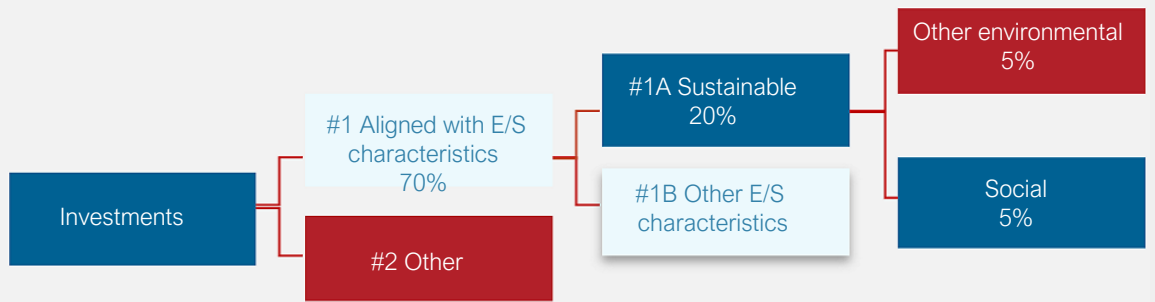 Investments
#1 Aligned with E/S
characteristics
70%
#2 Other
#1A Sustainable
20%
#1B Other E/S
characteristics
Other environmental
5%
Social
5%